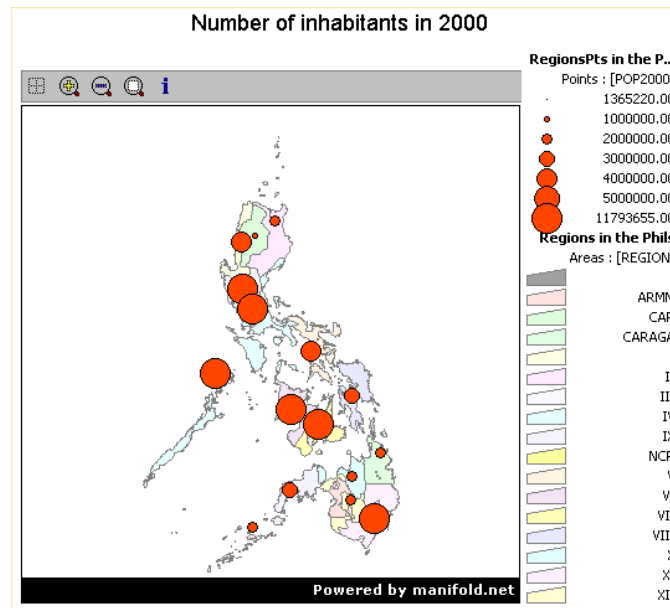 Number of inhabitants in 2000
i
RegionsPts in the P..
Points : [POP2000
1365220.00
1000000.00
2000000.00
3000000.00
4000000.00
5000000.00
11793655.00
Regions in the Phils
Areas : [REGION
ARMN
CAR
CARAGA
I
II
IV
IX
NCR
V
VI
VII
VIII
X
XI
XII
Powered by manifold.net